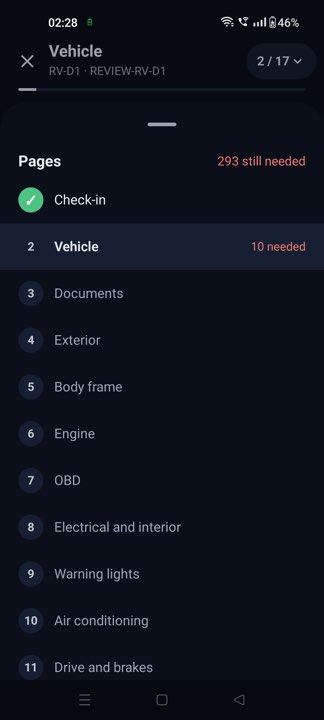 02:28
46%
Vehicle
RV-D1 · REVIEW-RV-D1
2 / 17
Pages
293 still needed
Check-in
2 Vehicle 10 needed
3 Documents
4 Exterior
5 Body frame
6 Engine
7 OBD
8 Electrical and interior
9 Warning lights
10 Air conditioning
11 Drive and brakes